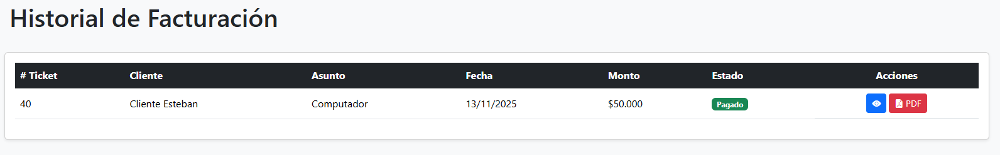 Historial de Facturación
# Ticket Cliente Asunto Fecha Monto Estado Acciones
40 Cliente Esteban Computador 13/11/2025 $50.000 Pagado PDF